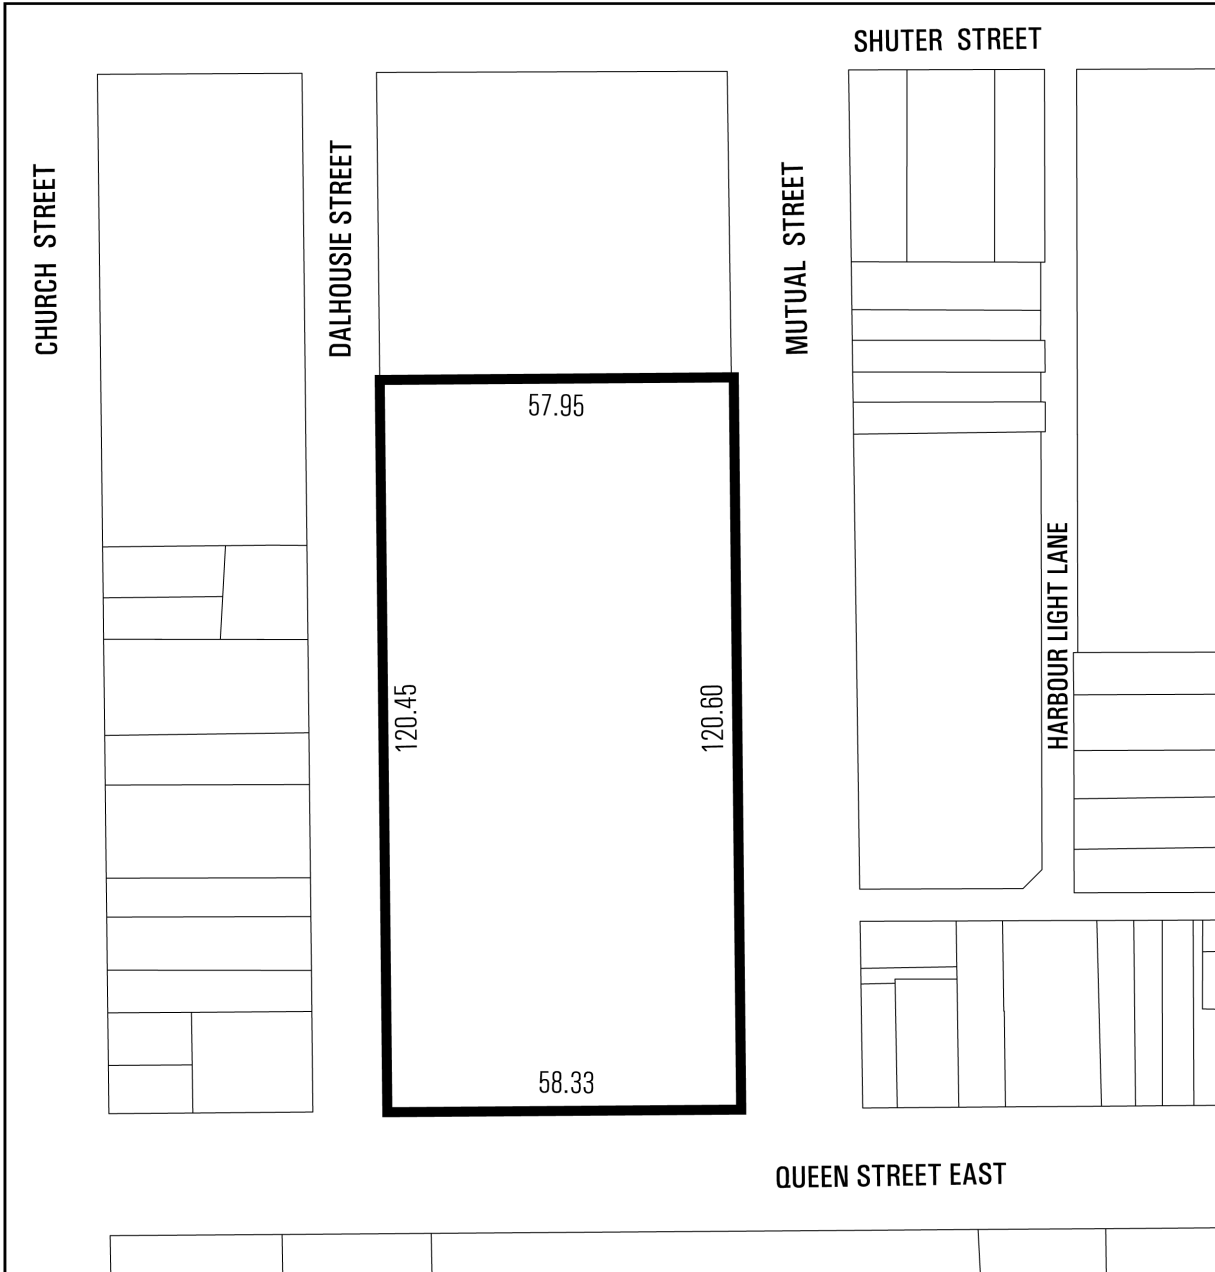 SHUTER STREET
CHURCH STREET
DALHOUSIE STREET
MUTUAL STREET
57.95
HARBOUR LIGHT LANE
120.45
120.60
58.33
QUEEN STREET EAST